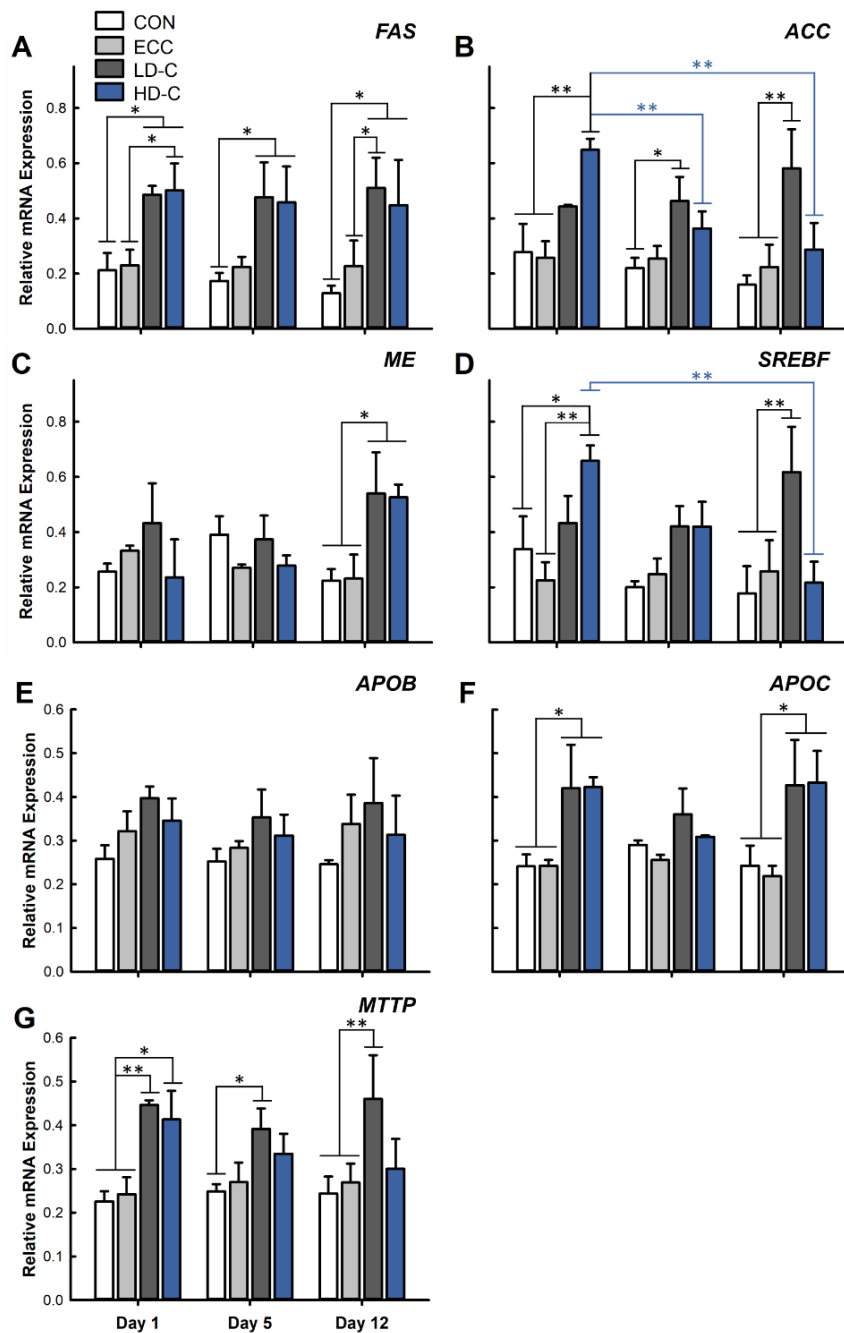 CON
ECC
LD-C
HD-C
A
FAS
Relative mRNA Expression
0.8
0.6
0.4
0.2
0.0
*
*
*
*
*
B
ACC
**
**
**
*
**
C
ME
Relative mRNA Expression
0.8
0.6
0.4
0.2
0.0
*
D
SREBF
**
*
**
**
E
APOB
Relative mRNA Expression
0.6
0.5
0.4
0.3
0.2
0.1
0.0
F
APOC
*
*
G
MTTP
Relative mRNA Expression
0.6
0.5
0.4
0.3
0.2
0.1
0.0
*
**
*
**
Day 1 Day 5 Day 12